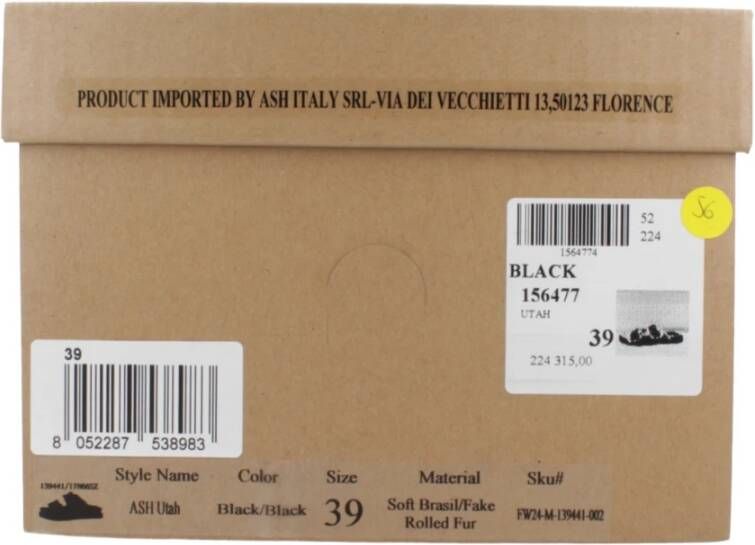 PRODUCT IMPORTED BY ASH ITALY SRL-VIA DEI VECCHIETTI 13,50123 FLORENCE
56
52
224
1564774
BLACK
156477
UTAH
39
224 315,00
39
8 052287 538983
Style Name Color Size Material Sku#
ASH Utah Black/Black 39 Soft Brasil/Fake Rolled Fur FW24-M-139441-002